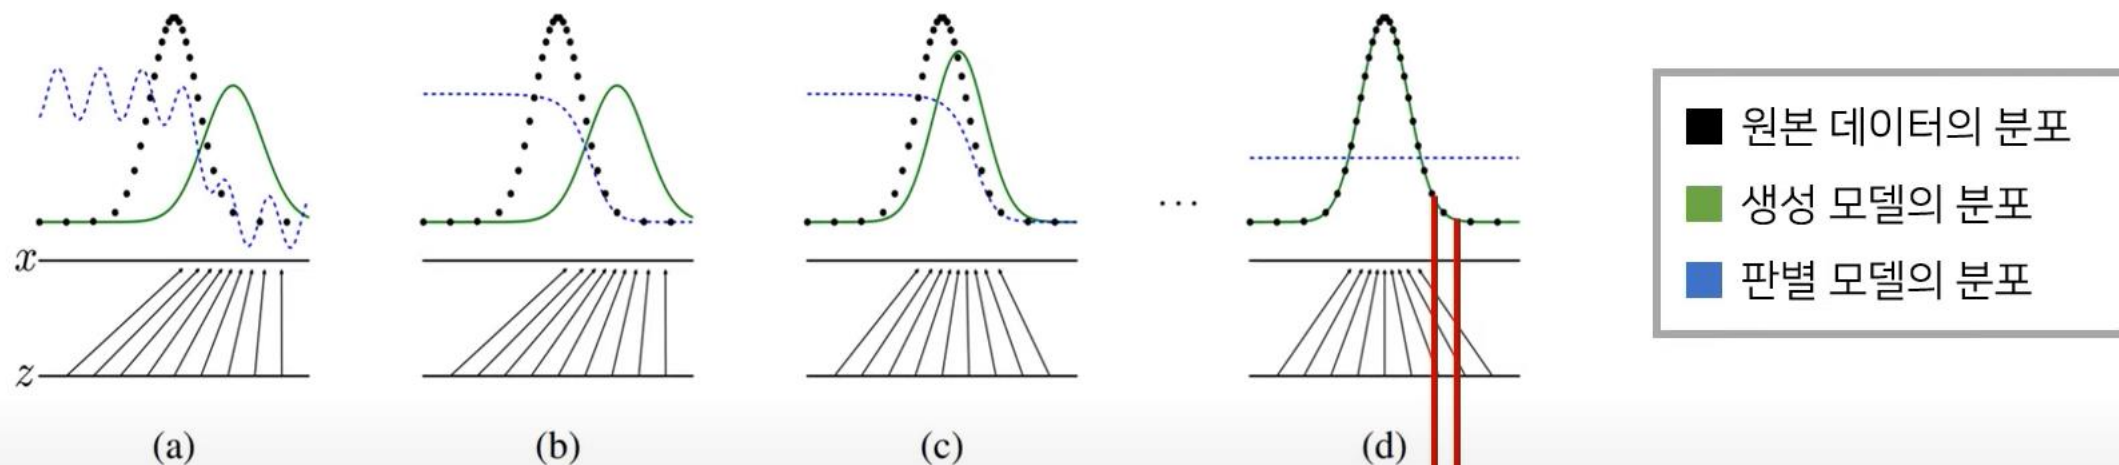 원본 데이터의 분포
생성 모델의 분포
판별 모델의 분포
x
...
z
(a) (b) (c) (d)